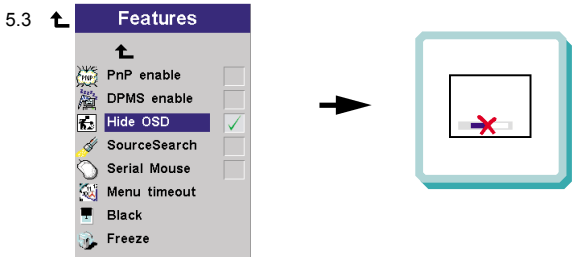 5.3 Features
PnP enable
DPMS enable
Hide OSD
SourceSearch
Serial Mouse
Menu timeout
Black
Freeze